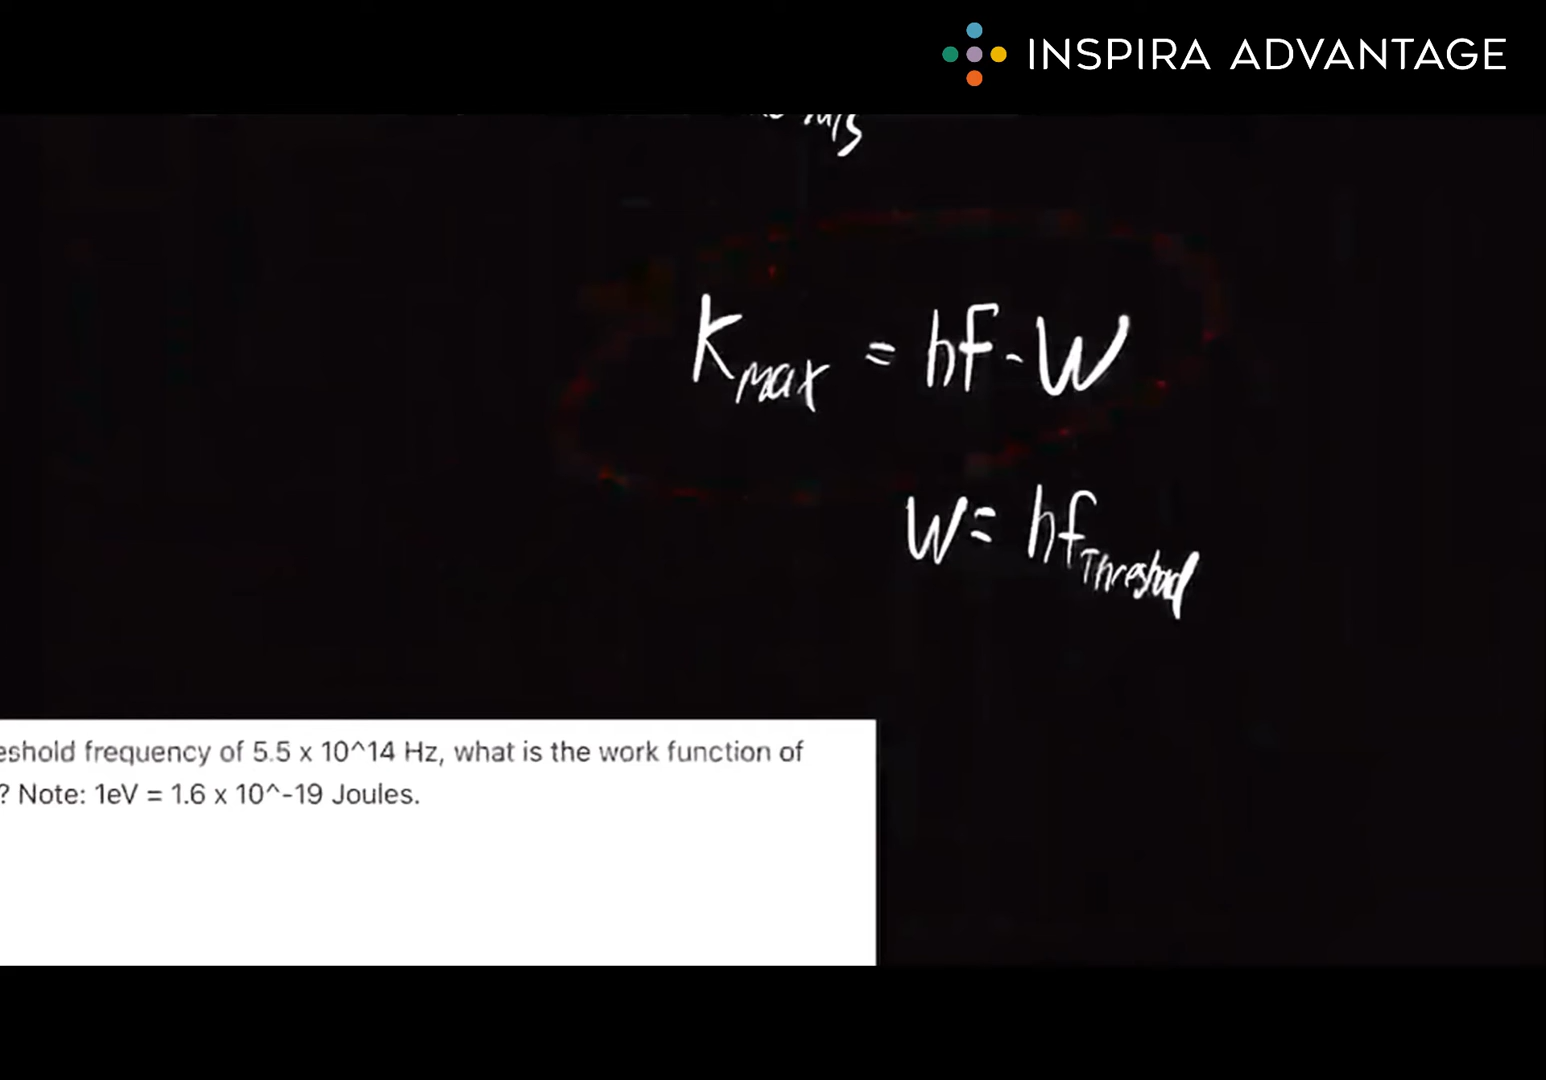 INSPIRA ADVANTAGE
m/s
Kmax = hf - W
W = hfThreshold
eshold frequency of 5.5 x 10^14 Hz, what is the work function of
? Note: 1eV = 1.6 x 10^-19 Joules.